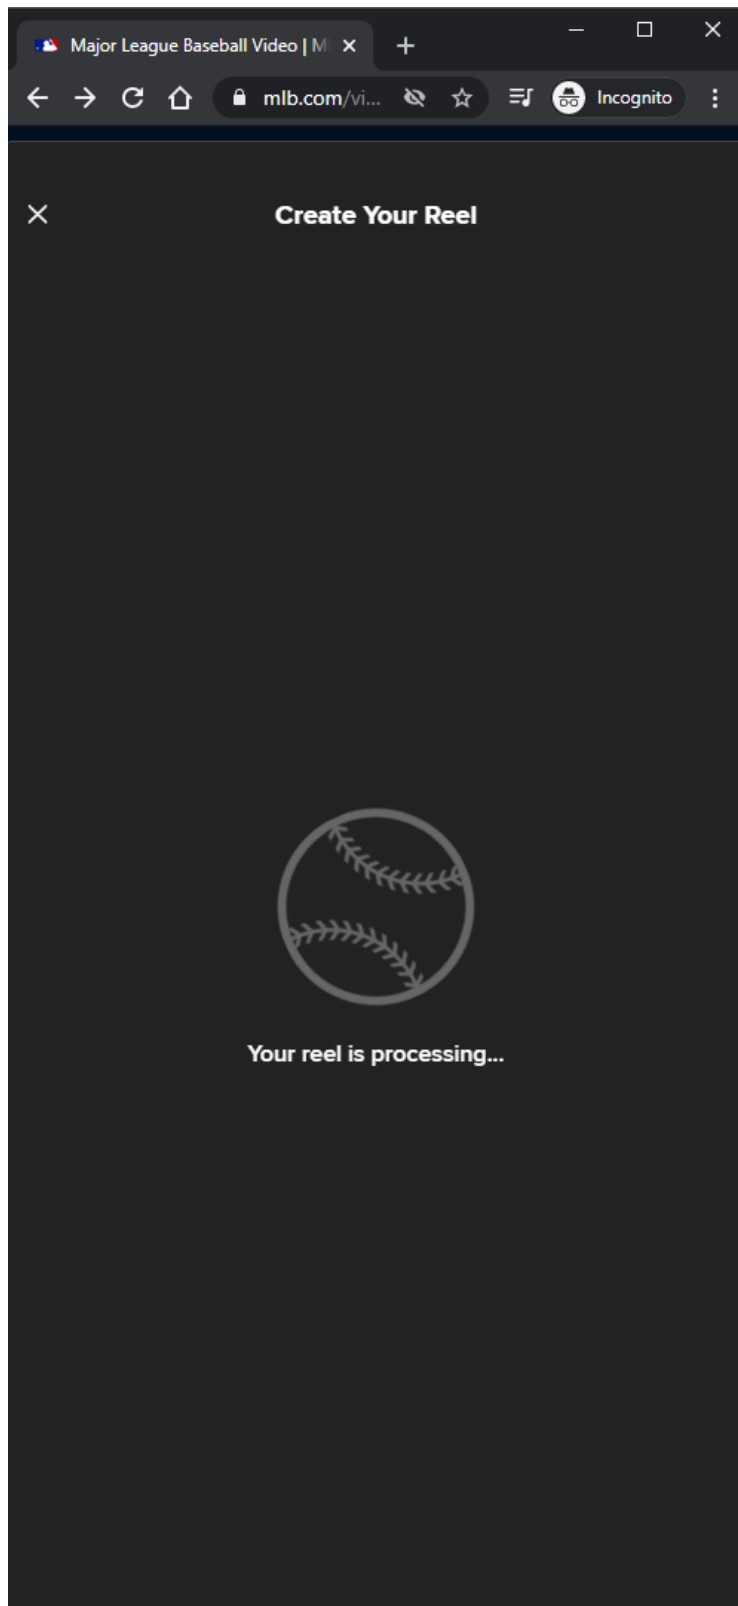 Major League Baseball Video | M
mlb.com/vi...
Incognito
Create Your Reel
Your reel is processing...